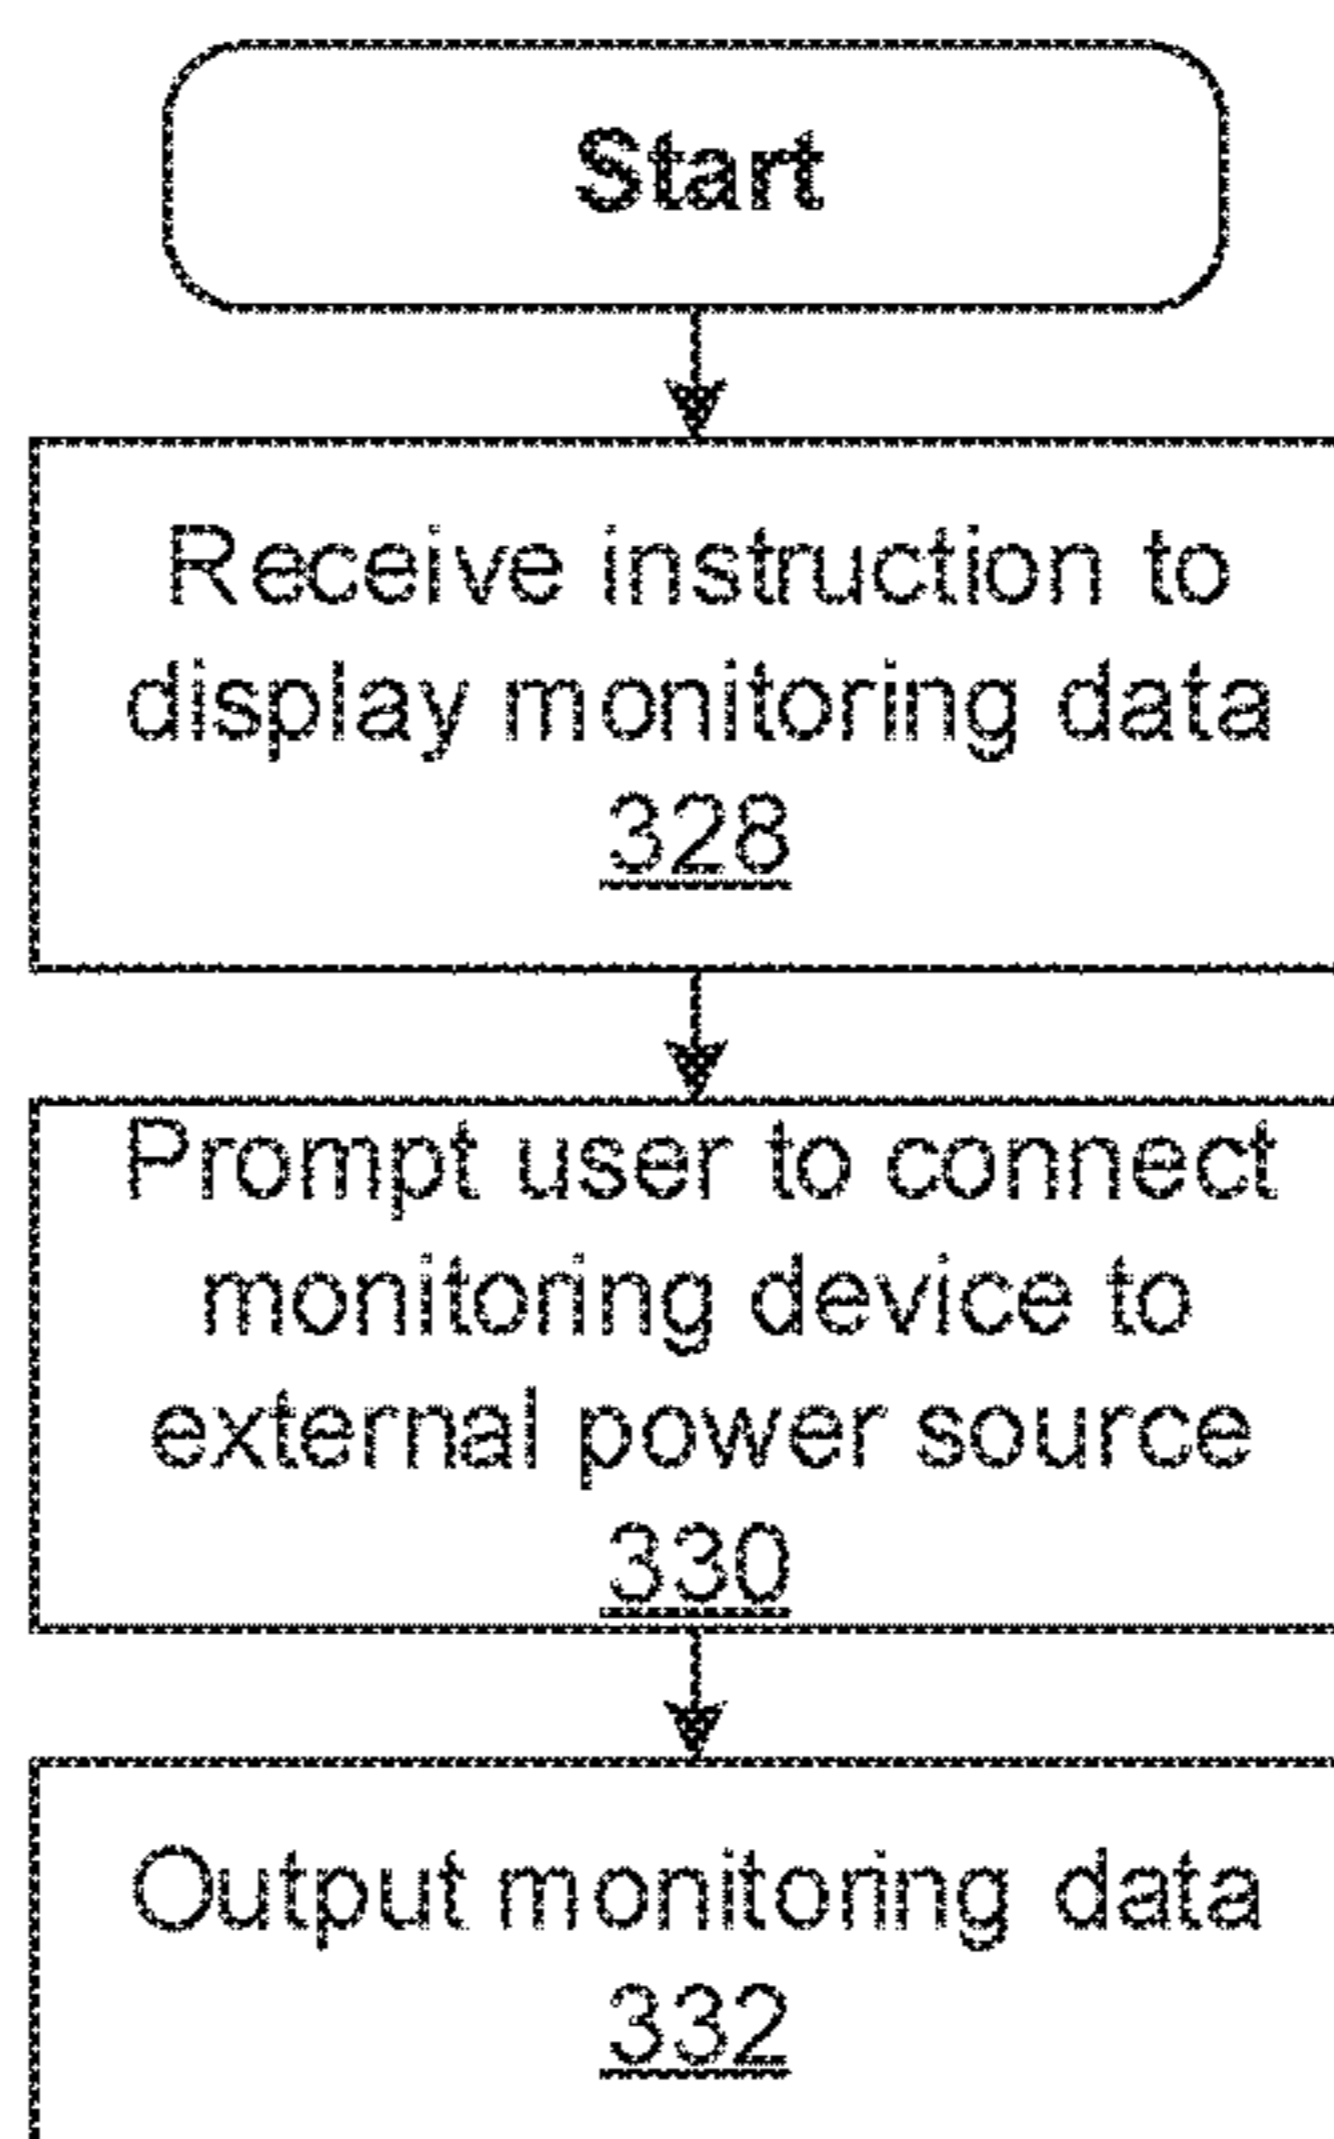 Start
Receive instruction to
display monitoring data
328
Prompt user to connect
monitoring device to
external power source
330
Output monitoring data
332